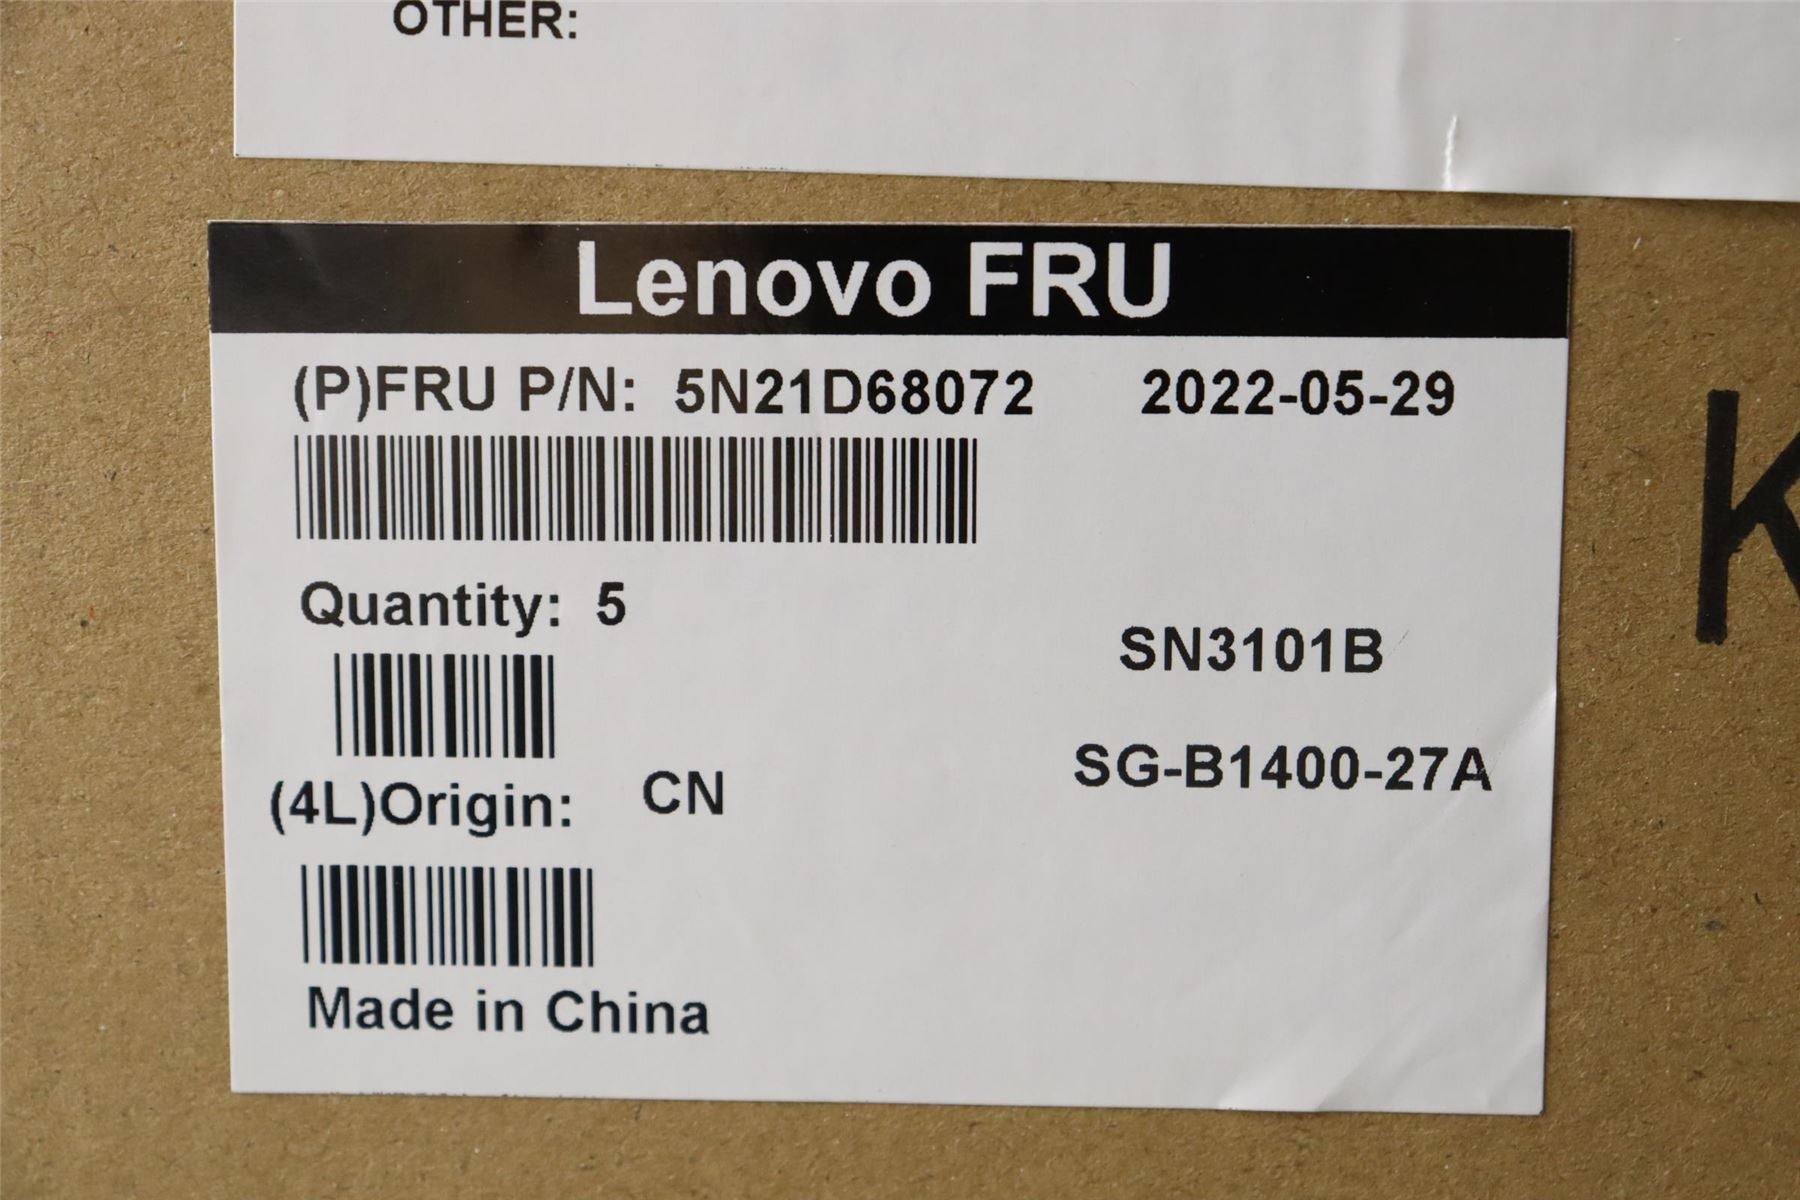 OTHER:
Lenovo FRU
(P)FRU P/N: 5N21D68072 2022-05-29
Quantity: 5
SN3101B
SG-B1400-27A
(4L)Origin: CN
Made in China
K